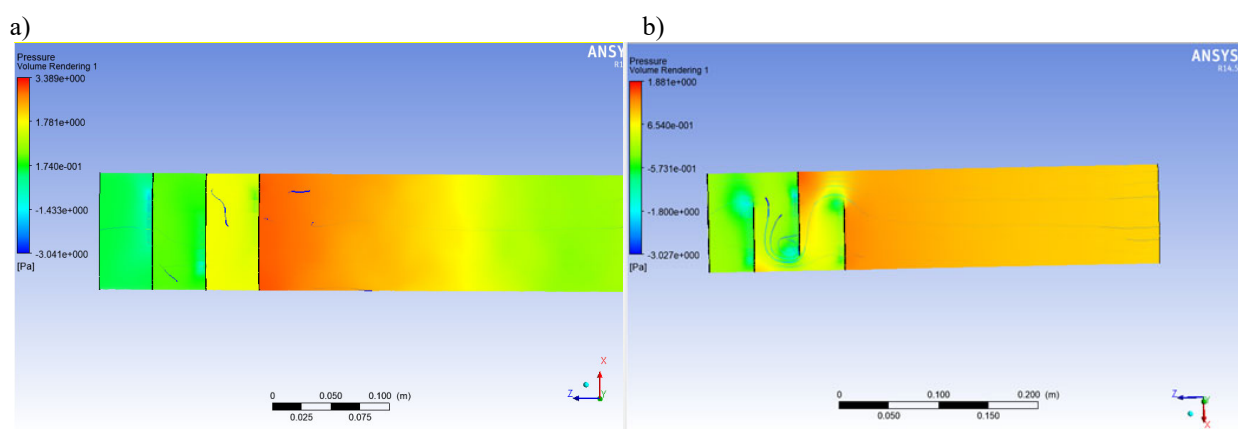 a)
b)
Pressure
Volume Rendering 1
3.389e+000
1.781e+000
1.740e-001
-1.433e+000
-3.041e+000
[Pa]
ANSY
R1
0 0.050 0.100 (m)
0.025 0.075
X
Z
Y
Pressure
Volume Rendering 1
1.881e+000
6.540e-001
-5.731e-001
-1.800e+000
-3.027e+000
[Pa]
ANSYS
R14.5
0 0.100 0.200 (m)
0.050 0.150
Z
Y
X